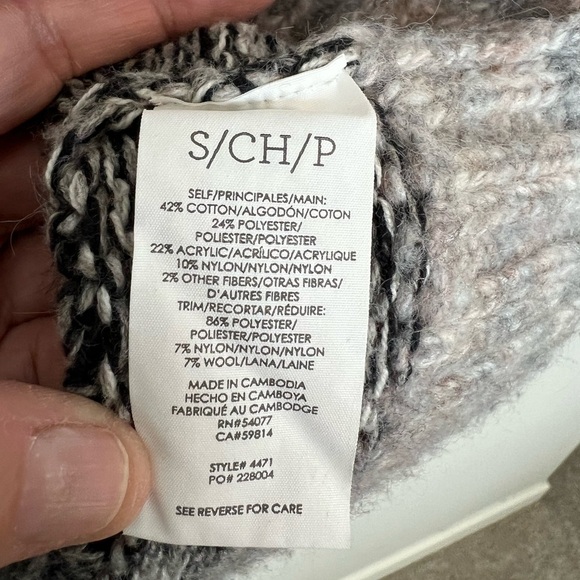 S/CH/P
SELF/PRINCIPALES/MAIN:
42% COTTON/ALGODÓN/COTON
24% POLYESTER/
POLIESTER/POLYESTER
22% ACRYLIC/ACRÍLICO/ACRYLIQUE
10% NYLON/NYLON/NYLON
2% OTHER FIBERS/OTRAS FIBRAS/
D'AUTRES FIBRES
TRIM/RECORTAR/RÉDUIRE:
86% POLYESTER/
POLIESTER/POLYESTER
7% NYLON/NYLON/NYLON
7% WOOL/LANA/LAINE
MADE IN CAMBODIA
HECHO EN CAMBOYA
FABRIQUÉ AU CAMBODGE
RN#54077
CA#59814
STYLE# 4471
PO# 228004
SEE REVERSE FOR CARE